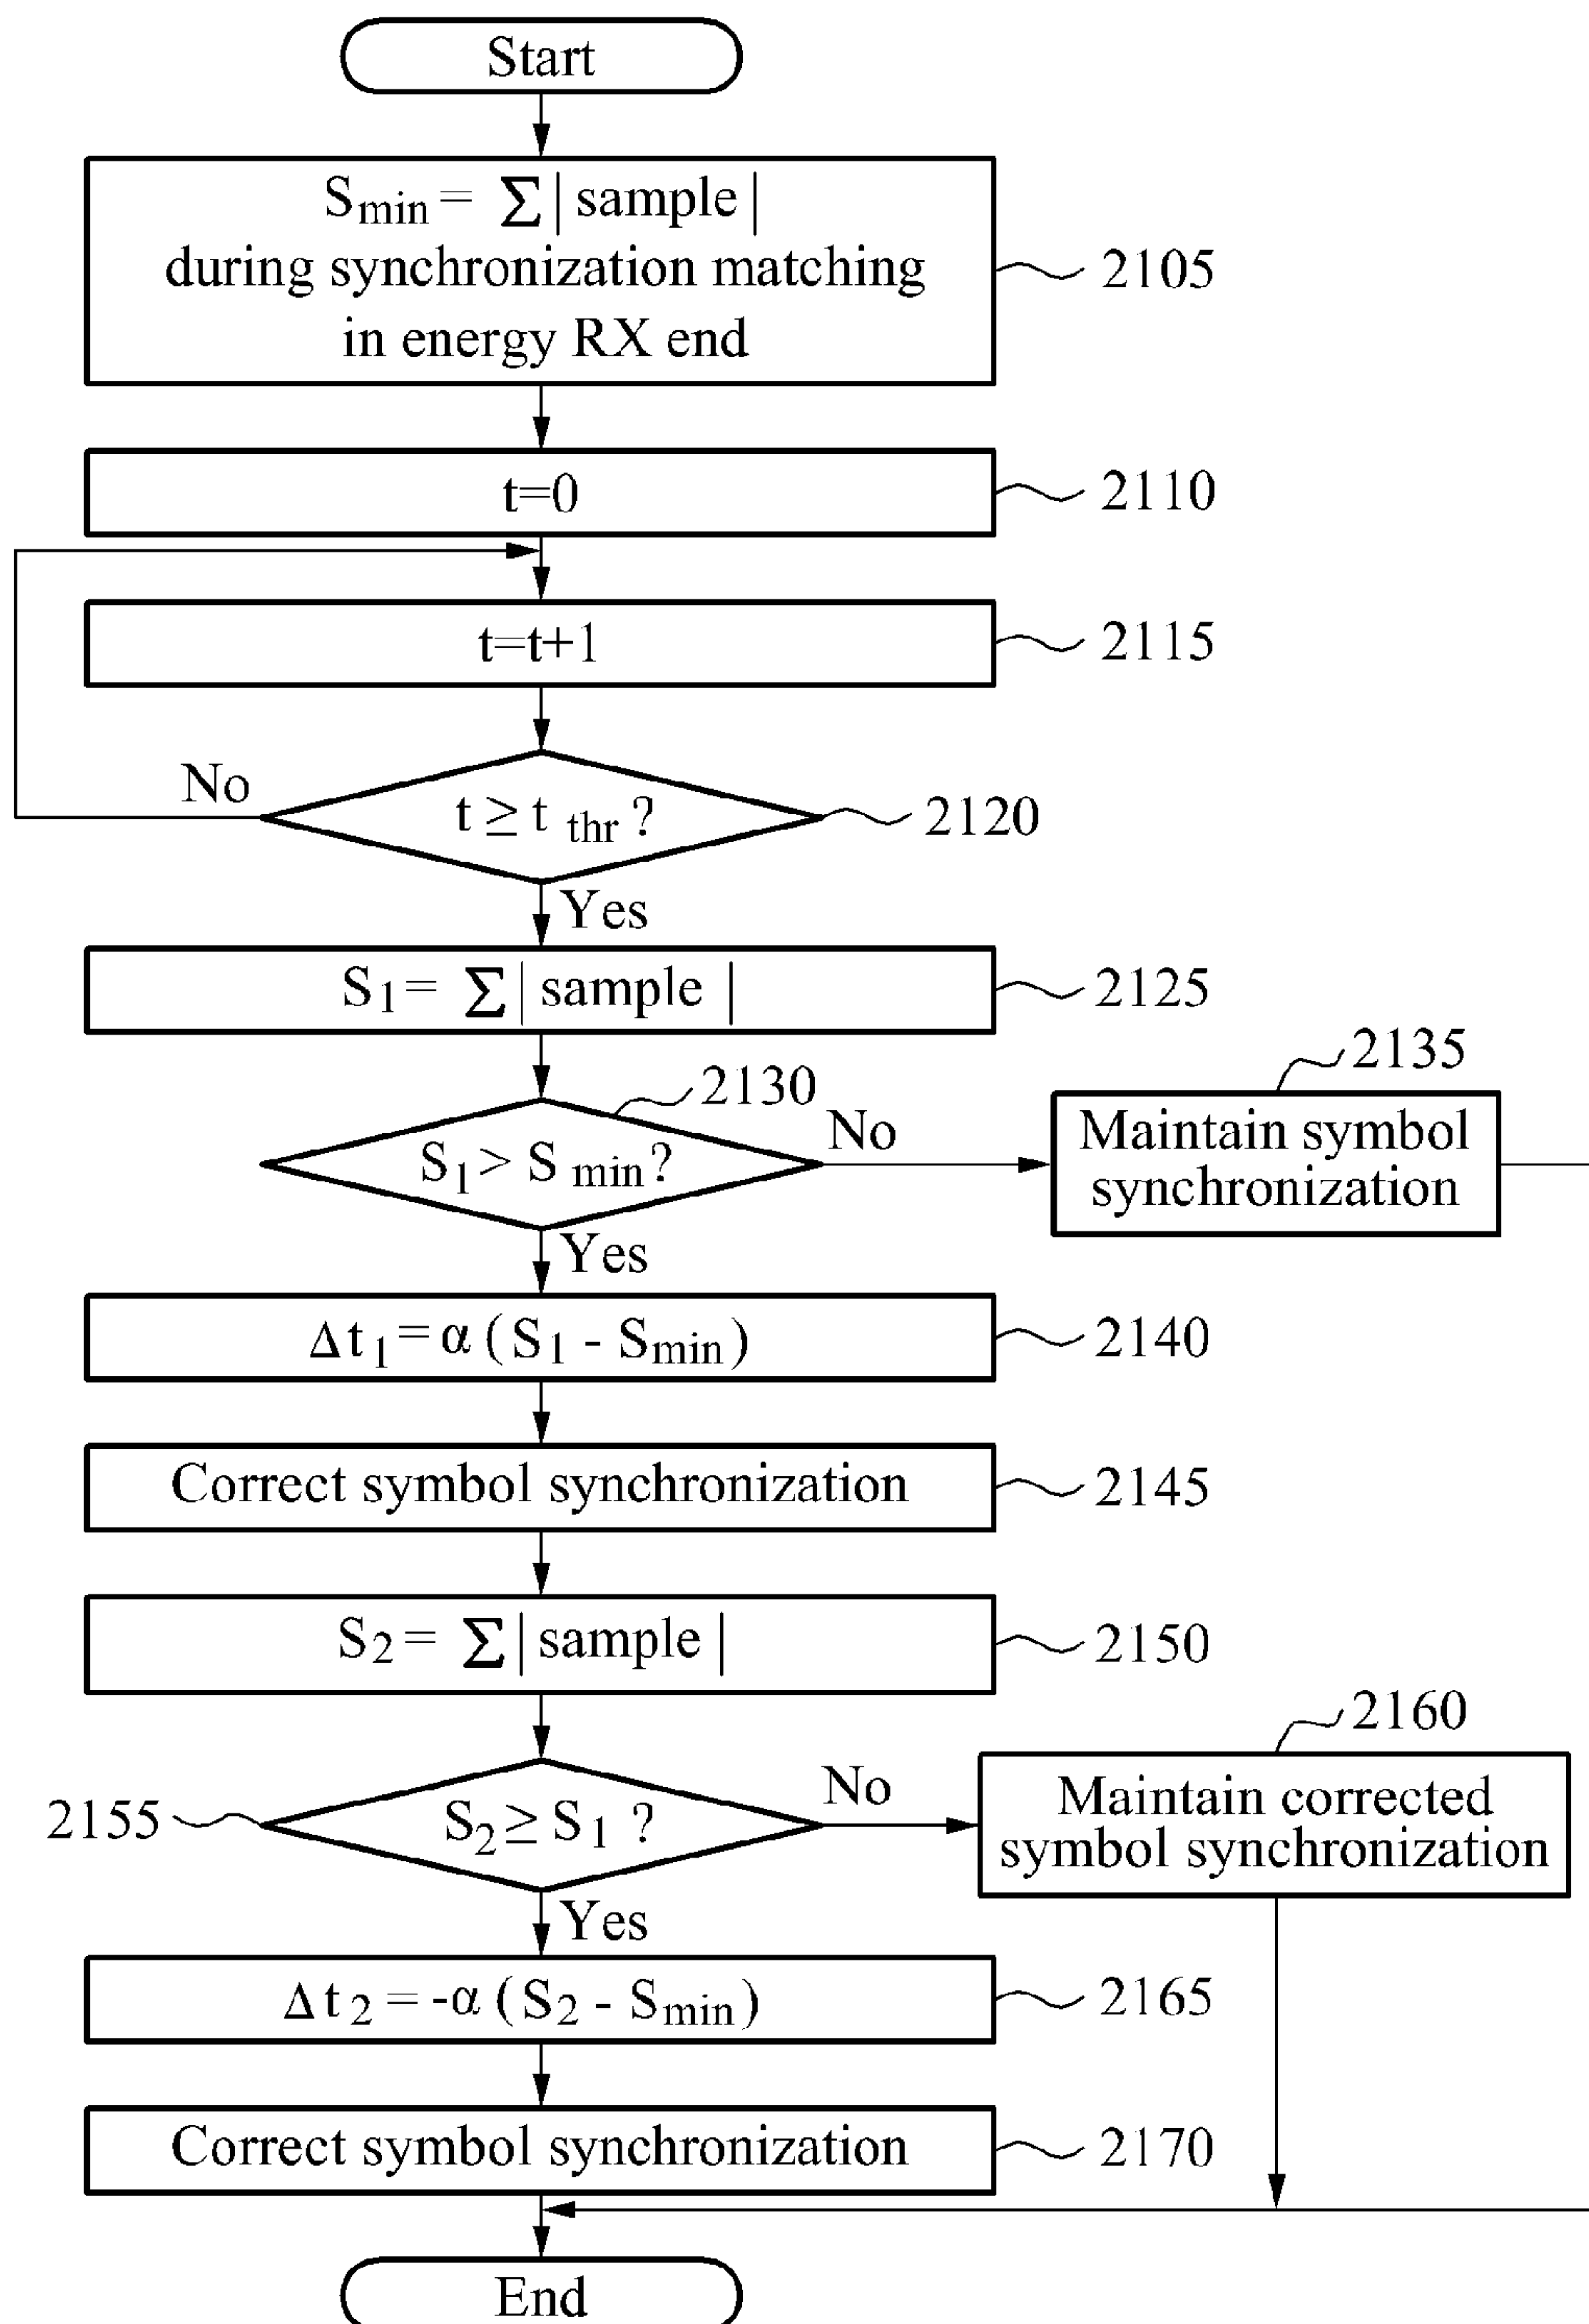 Start
S_min = Σ| sample |
during synchronization matching
in energy RX end
2105
t=0
2110
t=t+1
2115
No
t ≥ t_thr ?
2120
Yes
S_1 = Σ| sample |
2125
2130
2135
S_1 > S_min ?
No
Maintain symbol
synchronization
Yes
Δt_1 = α (S_1 - S_min)
2140
Correct symbol synchronization
2145
S_2 = Σ| sample |
2150
2160
2155
S_2 ≥ S_1 ?
No
Maintain corrected
symbol synchronization
Yes
Δt_2 = -α (S_2 - S_min)
2165
Correct symbol synchronization
2170
End